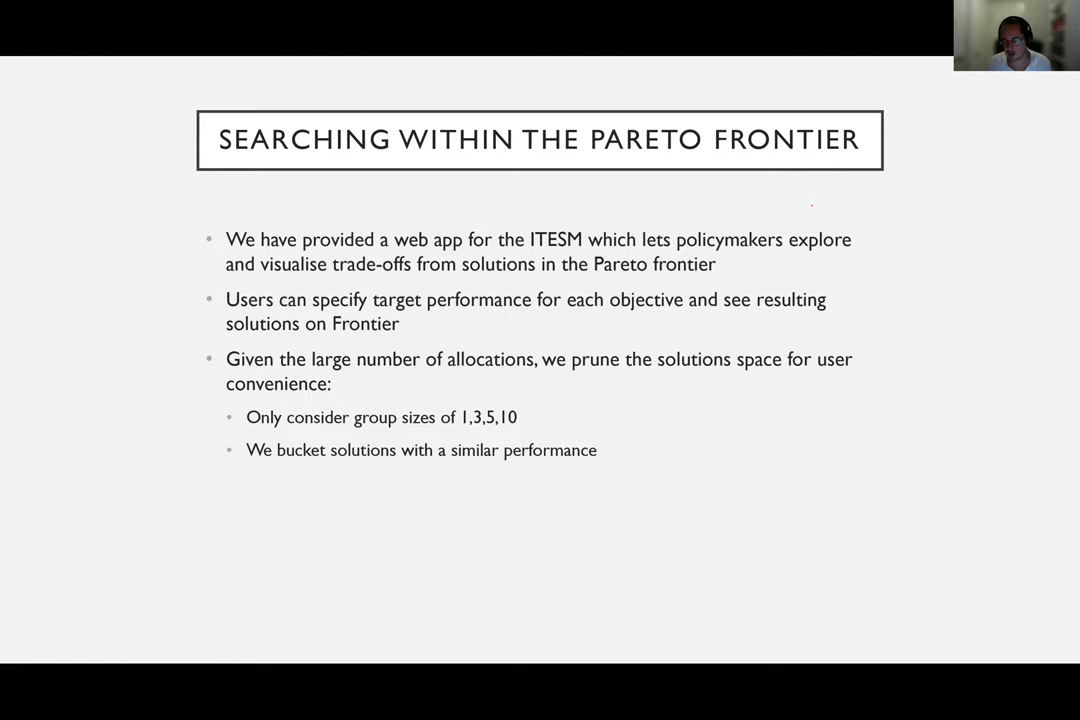 SEARCHING WITHIN THE PARETO FRONTIER
• We have provided a web app for the ITESM which lets policymakers explore
and visualise trade-offs from solutions in the Pareto frontier
• Users can specify target performance for each objective and see resulting
solutions on Frontier
• Given the large number of allocations, we prune the solutions space for user
convenience:
• Only consider group sizes of 1,3,5,10
• We bucket solutions with a similar performance